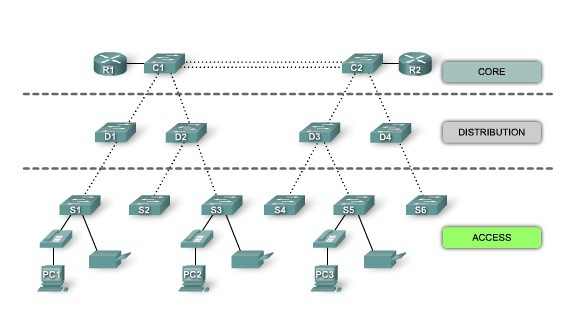 R1
C1
C2
R2
CORE
D1
D2
D3
D4
DISTRIBUTION
S1
S2
S3
S4
S5
S6
ACCESS
PC1
PC2
PC3